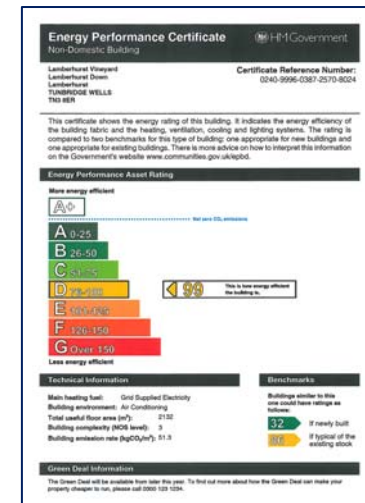 Energy Performance Certificate
HM Government
Non-Domestic Building
Lamberhurst Vineyard
Lamberhurst Down
Lamberhurst
TUNBRIDGE WELLS
TN3 8ER
Certificate Reference Number:
0240-9996-0387-2570-8024
This certificate shows the energy rating of this building. It indicates the energy efficiency of
the building fabric and the heating, ventilation, cooling and lighting systems. The rating is
compared to two benchmarks for this type of building: one appropriate for new buildings and
one appropriate for existing buildings. There is more advice on how to interpret this information
on the Government's website www.communities.gov.uk/epbd.
Energy Performance Asset Rating
More energy efficient
A+
Net zero CO₂ emissions
A 0-25
B 26-50
C 51-75
D 76-100
99
This is how energy efficient
the building is.
E 101-125
F 126-150
G Over 150
Less energy efficient
Technical Information
Main heating fuel: Grid Supplied Electricity
Building environment: Air Conditioning
Total useful floor area (m²): 2132
Building complexity (NOS level): 3
Building emission rate (kgCO₂/m²): 51.5
Benchmarks
Buildings similar to this
one could have ratings as
follows:
32 If newly built
If typical of the
existing stock
Green Deal Information
The Green Deal will be available from later this year. To find out more about how the Green Deal can make your
property cheaper to run, please call 0300 123 1234.